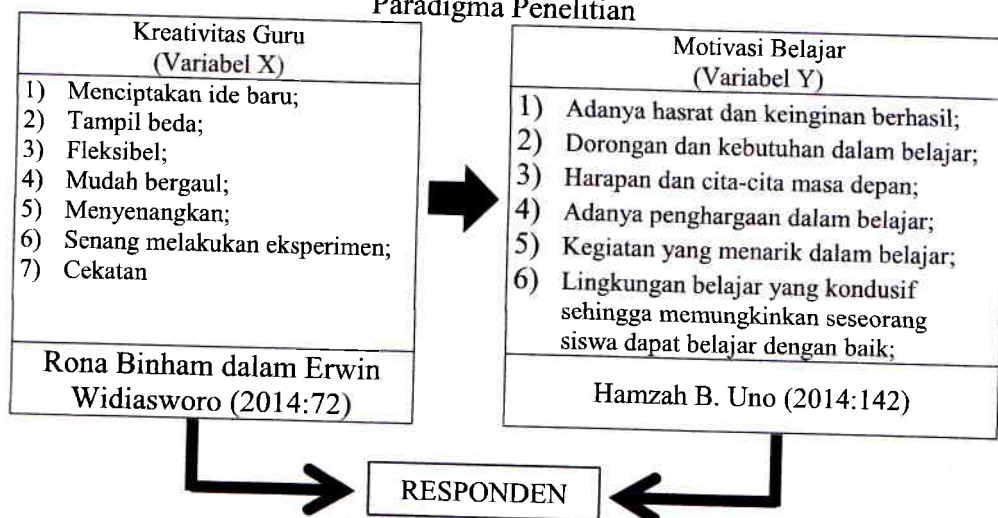 Paradigma Penelitian
Kreativitas Guru
(Variabel X)
1) Menciptakan ide baru;
2) Tampil beda;
3) Fleksibel;
4) Mudah bergaul;
5) Menyenangkan;
6) Senang melakukan eksperimen;
7) Cekatan
Rona Binham dalam Erwin
Widiasworo (2014:72)
Motivasi Belajar
(Variabel Y)
1) Adanya hasrat dan keinginan berhasil;
2) Dorongan dan kebutuhan dalam belajar;
3) Harapan dan cita-cita masa depan;
4) Adanya penghargaan dalam belajar;
5) Kegiatan yang menarik dalam belajar;
6) Lingkungan belajar yang kondusif
sehingga memungkinkan seseorang
siswa dapat belajar dengan baik;
Hamzah B. Uno (2014:142)
RESPONDEN